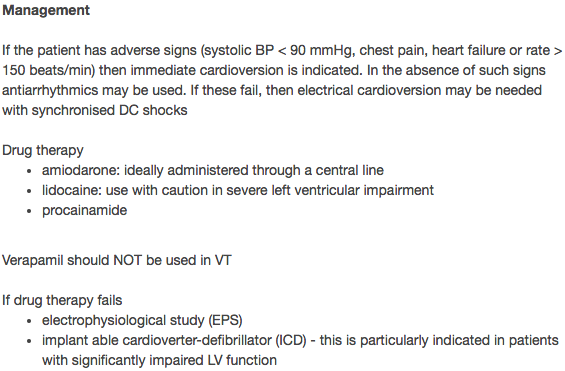 Management
If the patient has adverse signs (systolic BP < 90 mmHg, chest pain, heart failure or rate >
150 beats/min) then immediate cardioversion is indicated. In the absence of such signs
antiarrhythmics may be used. If these fail, then electrical cardioversion may be needed
with synchronised DC shocks
Drug therapy
• amiodarone: ideally administered through a central line
• lidocaine: use with caution in severe left ventricular impairment
• procainamide
Verapamil should NOT be used in VT
If drug therapy fails
• electrophysiological study (EPS)
• implant able cardioverter-defibrillator (ICD) - this is particularly indicated in patients
with significantly impaired LV function